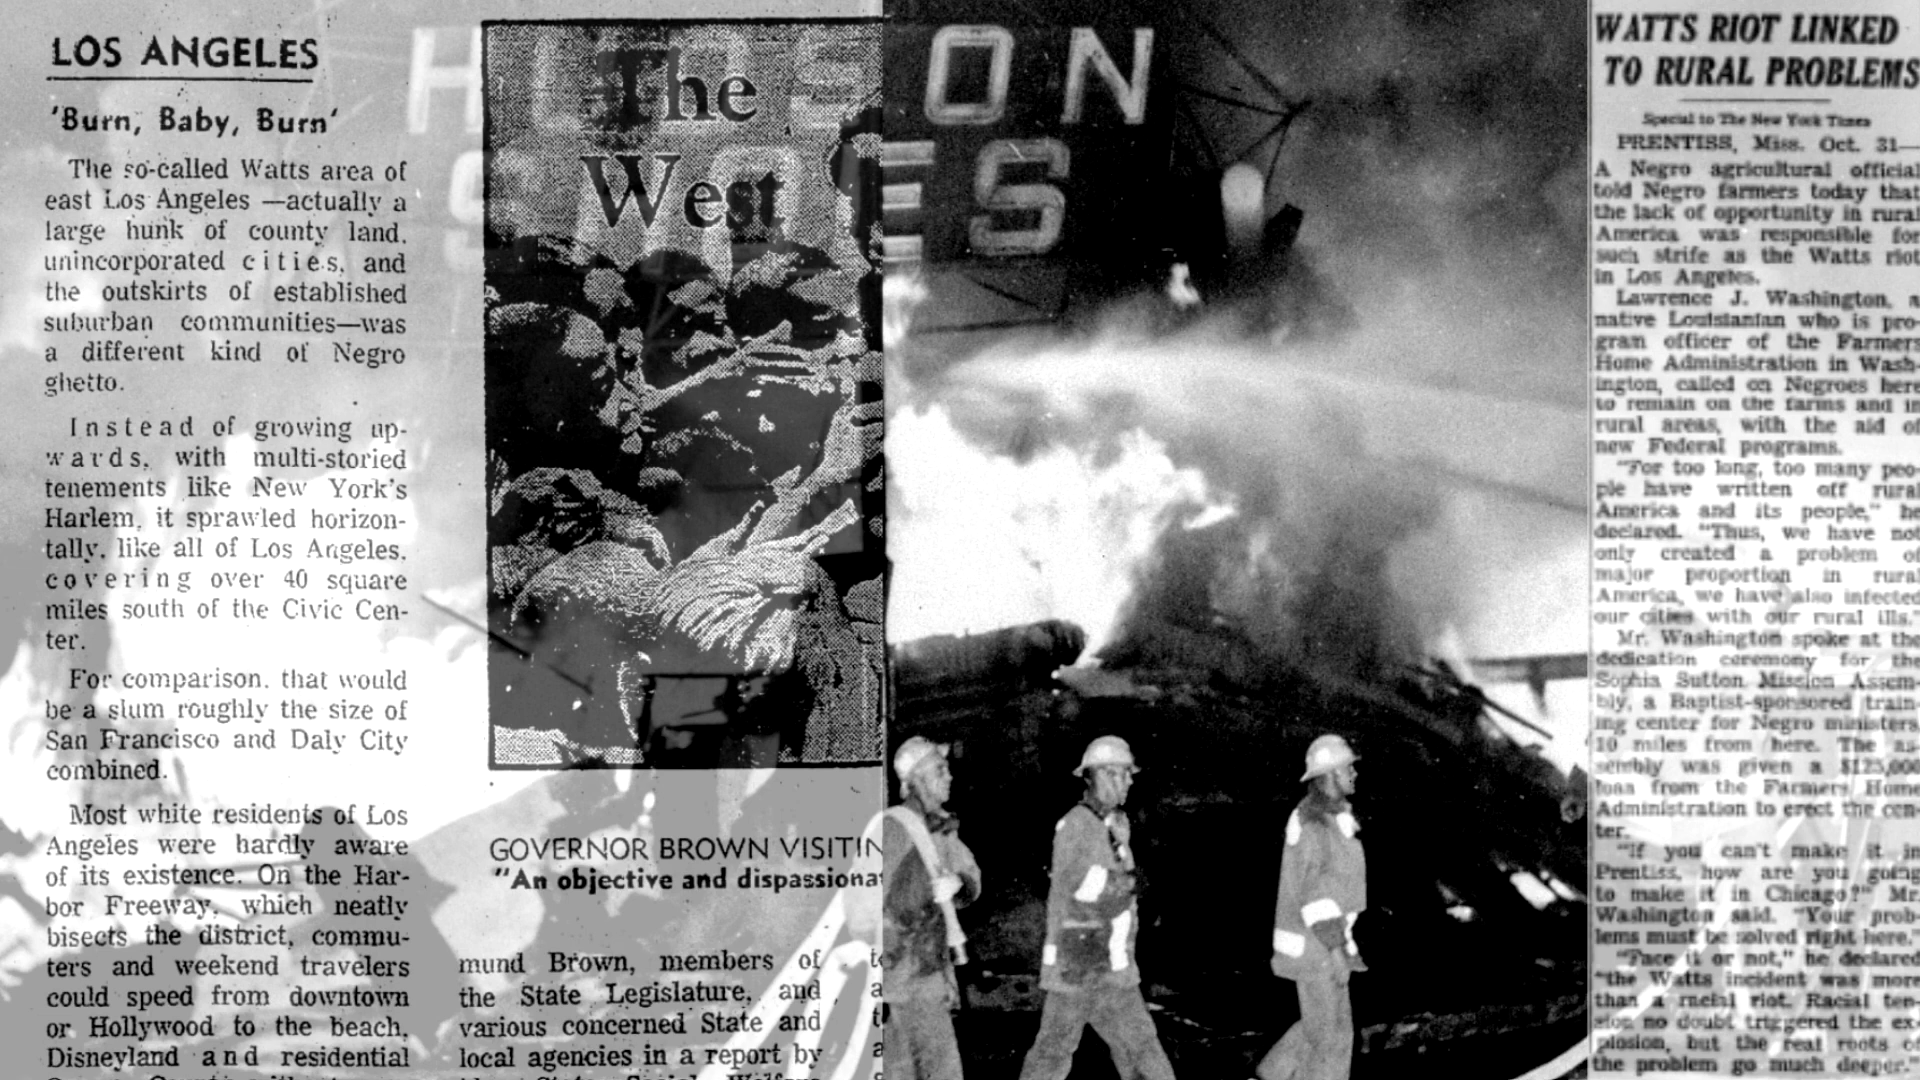 LOS ANGELES
'Burn, Baby, Burn'
The so-called Watts area of
east Los Angeles —actually a
large hunk of county land,
unincorporated cities, and
the outskirts of established
suburban communities—was
a different kind of Negro
ghetto.
Instead of growing up-
wards, with multi-storied
tenements like New York's
Harlem, it sprawled horizon-
tally, like all of Los Angeles,
covering over 40 square
miles south of the Civic Cen-
ter.
For comparison, that would
be a slum roughly the size of
San Francisco and Daly City
combined.
Most white residents of Los
Angeles were hardly aware
of its existence. On the Har-
bor Freeway, which neatly
bisects the district, commu-
ters and weekend travelers
could speed from downtown
or Hollywood to the beach,
Disneyland and residential
The
West
GOVERNOR BROWN VISITIN
"An objective and dispassionat
mund Brown, members of
the State Legislature, and
various concerned State and
local agencies in a report by
ON
ES
WATTS RIOT LINKED
TO RURAL PROBLEMS
Special to The New York Times
PRENTISS, Miss. Oct. 31—
A Negro agricultural official
told Negro farmers today that
the lack of opportunity in rural
America was responsible for
such strife as the Watts riot
in Los Angeles.
Lawrence J. Washington, a
native Louisianian who is pro-
gram officer of the Farmers
Home Administration in Wash-
ington, called on Negroes here
to remain on the farms and in
rural areas, with the aid of
new Federal programs.
"For too long, too many peo-
ple have written off rural
America and its people," he
declared. "Thus, we have not
only created a problem of
major proportion in rural
America, we have also infected
our cities with our rural ills."
Mr. Washington spoke at the
dedication ceremony for the
Sophia Sutton Mission Assem-
bly, a Baptist-sponsored train-
ing center for Negro ministers
10 miles from here. The as-
sembly was given a $125,000
loan from the Farmers Home
Administration to erect the cen-
ter.
"If you can't make it in
Prentiss, how are you going
to make it in Chicago?" Mr.
Washington said. "Your prob-
lems must be solved right here."
"Face it or not," he declared
"the Watts incident was more
than a racial riot. Racial ten-
sion no doubt triggered the ex-
plosion, but the real roots of
the problem go much deeper."